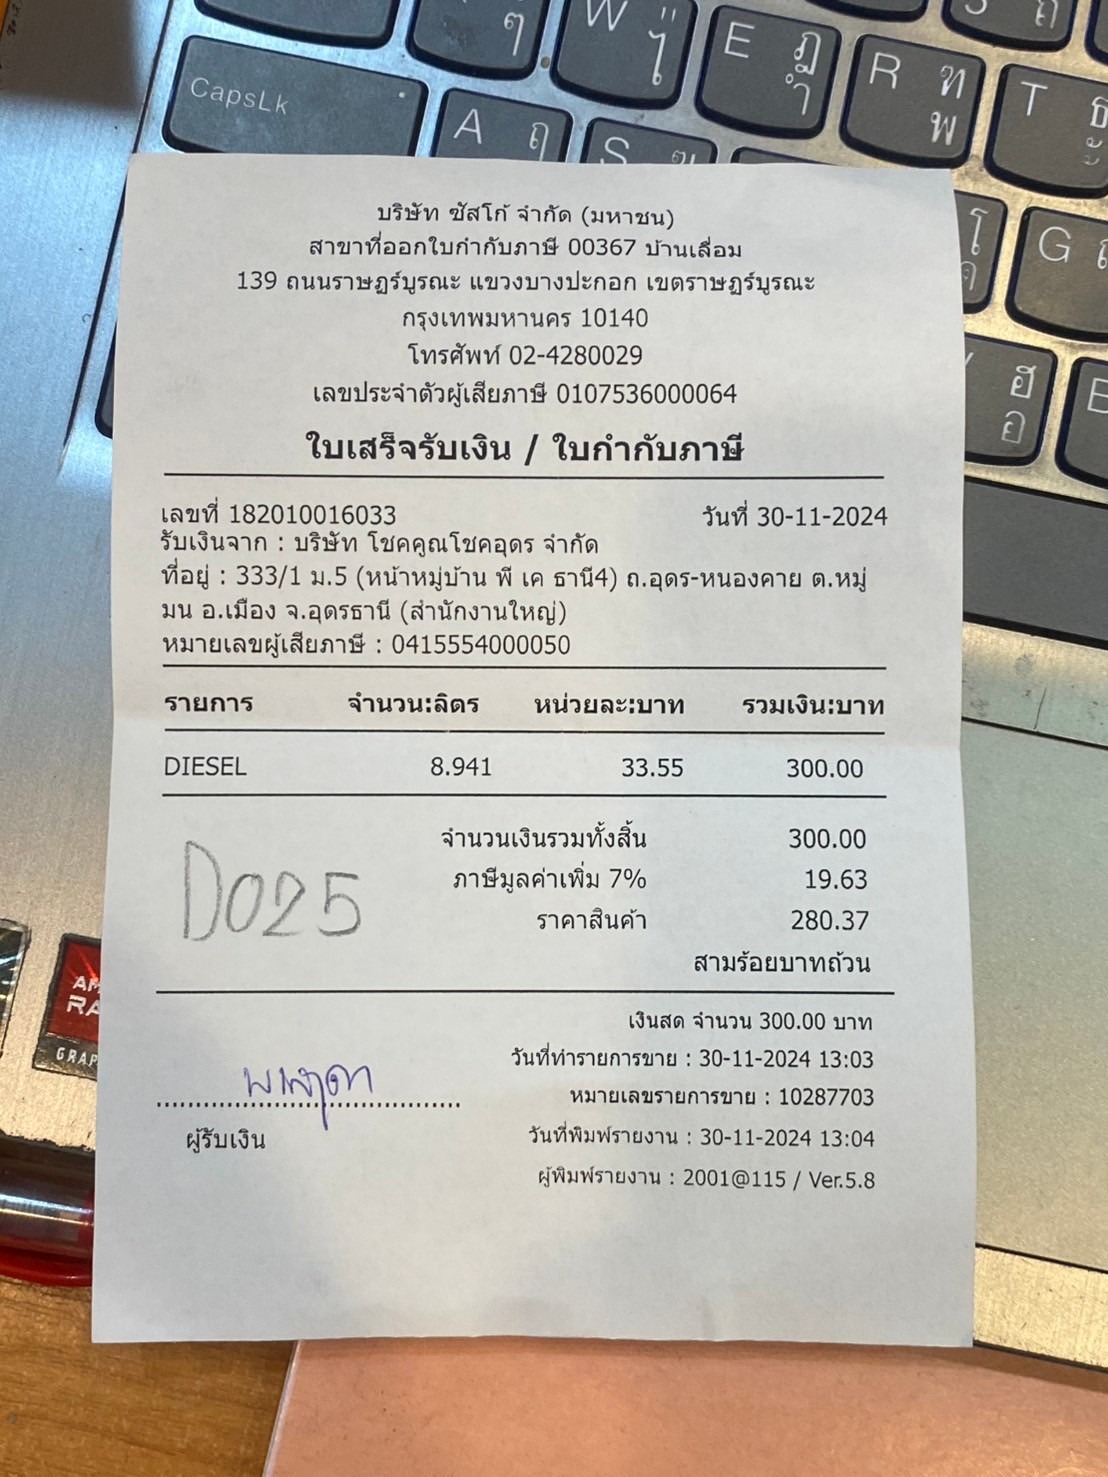 W
ๆ
ไ
E
ฎ
ำ
R
ฑ
พ
T
ธ
ะ
CapsLk
A
ฤ
S
G
โ
ฮ
อ
บริษัท ซัสโก้ จำกัด (มหาชน)
สาขาที่ออกใบกำกับภาษี 00367 บ้านเลื่อม
139 ถนนราษฎร์บูรณะ แขวงบางปะกอก เขตราษฎร์บูรณะ
กรุงเทพมหานคร 10140
โทรศัพท์ 02-4280029
เลขประจำตัวผู้เสียภาษี 0107536000064
ใบเสร็จรับเงิน / ใบกำกับภาษี
เลขที่ 182010016033 วันที่ 30-11-2024
รับเงินจาก : บริษัท โชคคูณโชคอุดร จำกัด
ที่อยู่ : 333/1 ม.5 (หน้าหมู่บ้าน พี เค ธานี4) ถ.อุดร-หนองคาย ต.หมู
มน อ.เมือง จ.อุดรธานี (สำนักงานใหญ่)
หมายเลขผู้เสียภาษี : 0415554000050
รายการ จำนวน:ลิตร หน่วยละ:บาท รวมเงิน:บาท
DIESEL 8.941 33.55 300.00
จำนวนเงินรวมทั้งสิ้น 300.00
ภาษีมูลค่าเพิ่ม 7% 19.63
ราคาสินค้า 280.37
D025
สามร้อยบาทถ้วน
เงินสด จำนวน 300.00 บาท
วันที่ทำรายการขาย : 30-11-2024 13:03
หมายเลขรายการขาย : 10287703
วันที่พิมพ์รายงาน : 30-11-2024 13:04
ผู้รับเงิน
ผู้พิมพ์รายงาน : 2001@115 / Ver.5.8